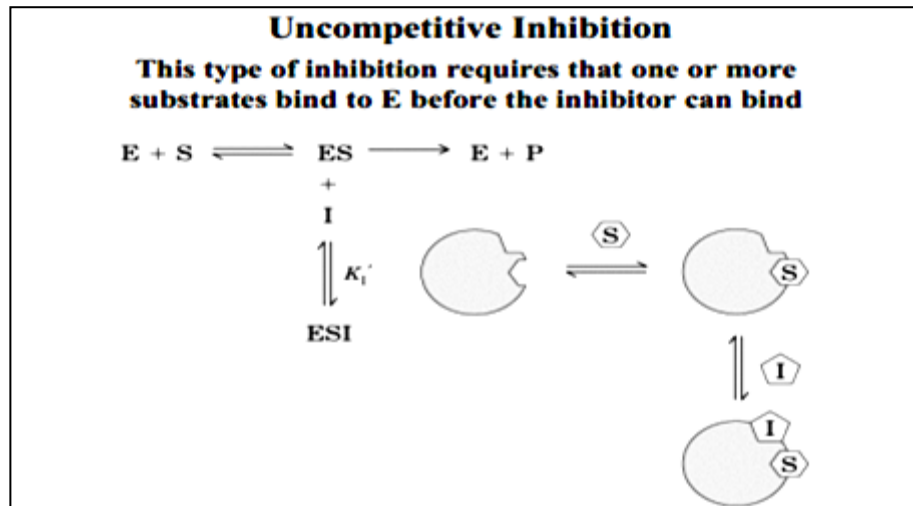 Uncompetitive Inhibition
This type of inhibition requires that one or more
substrates bind to E before the inhibitor can bind
E + S ⇌ ES ⟶ E + P
+
I
K_I′
ESI
S
S
I
I
S